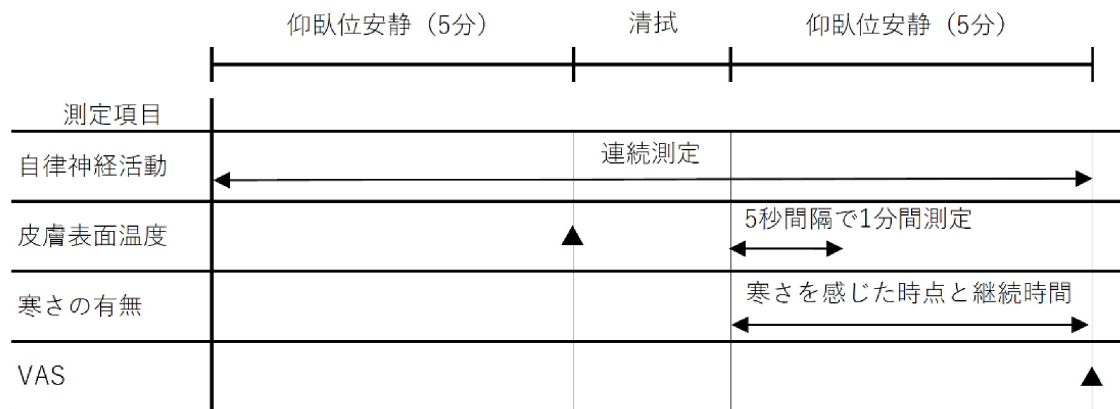 仰臥位安静（5分） 清拭 仰臥位安静（5分）
測定項目
自律神経活動 連続測定
皮膚表面温度 5秒間隔で1分間測定
寒さの有無 寒さを感じた時点と継続時間
VAS